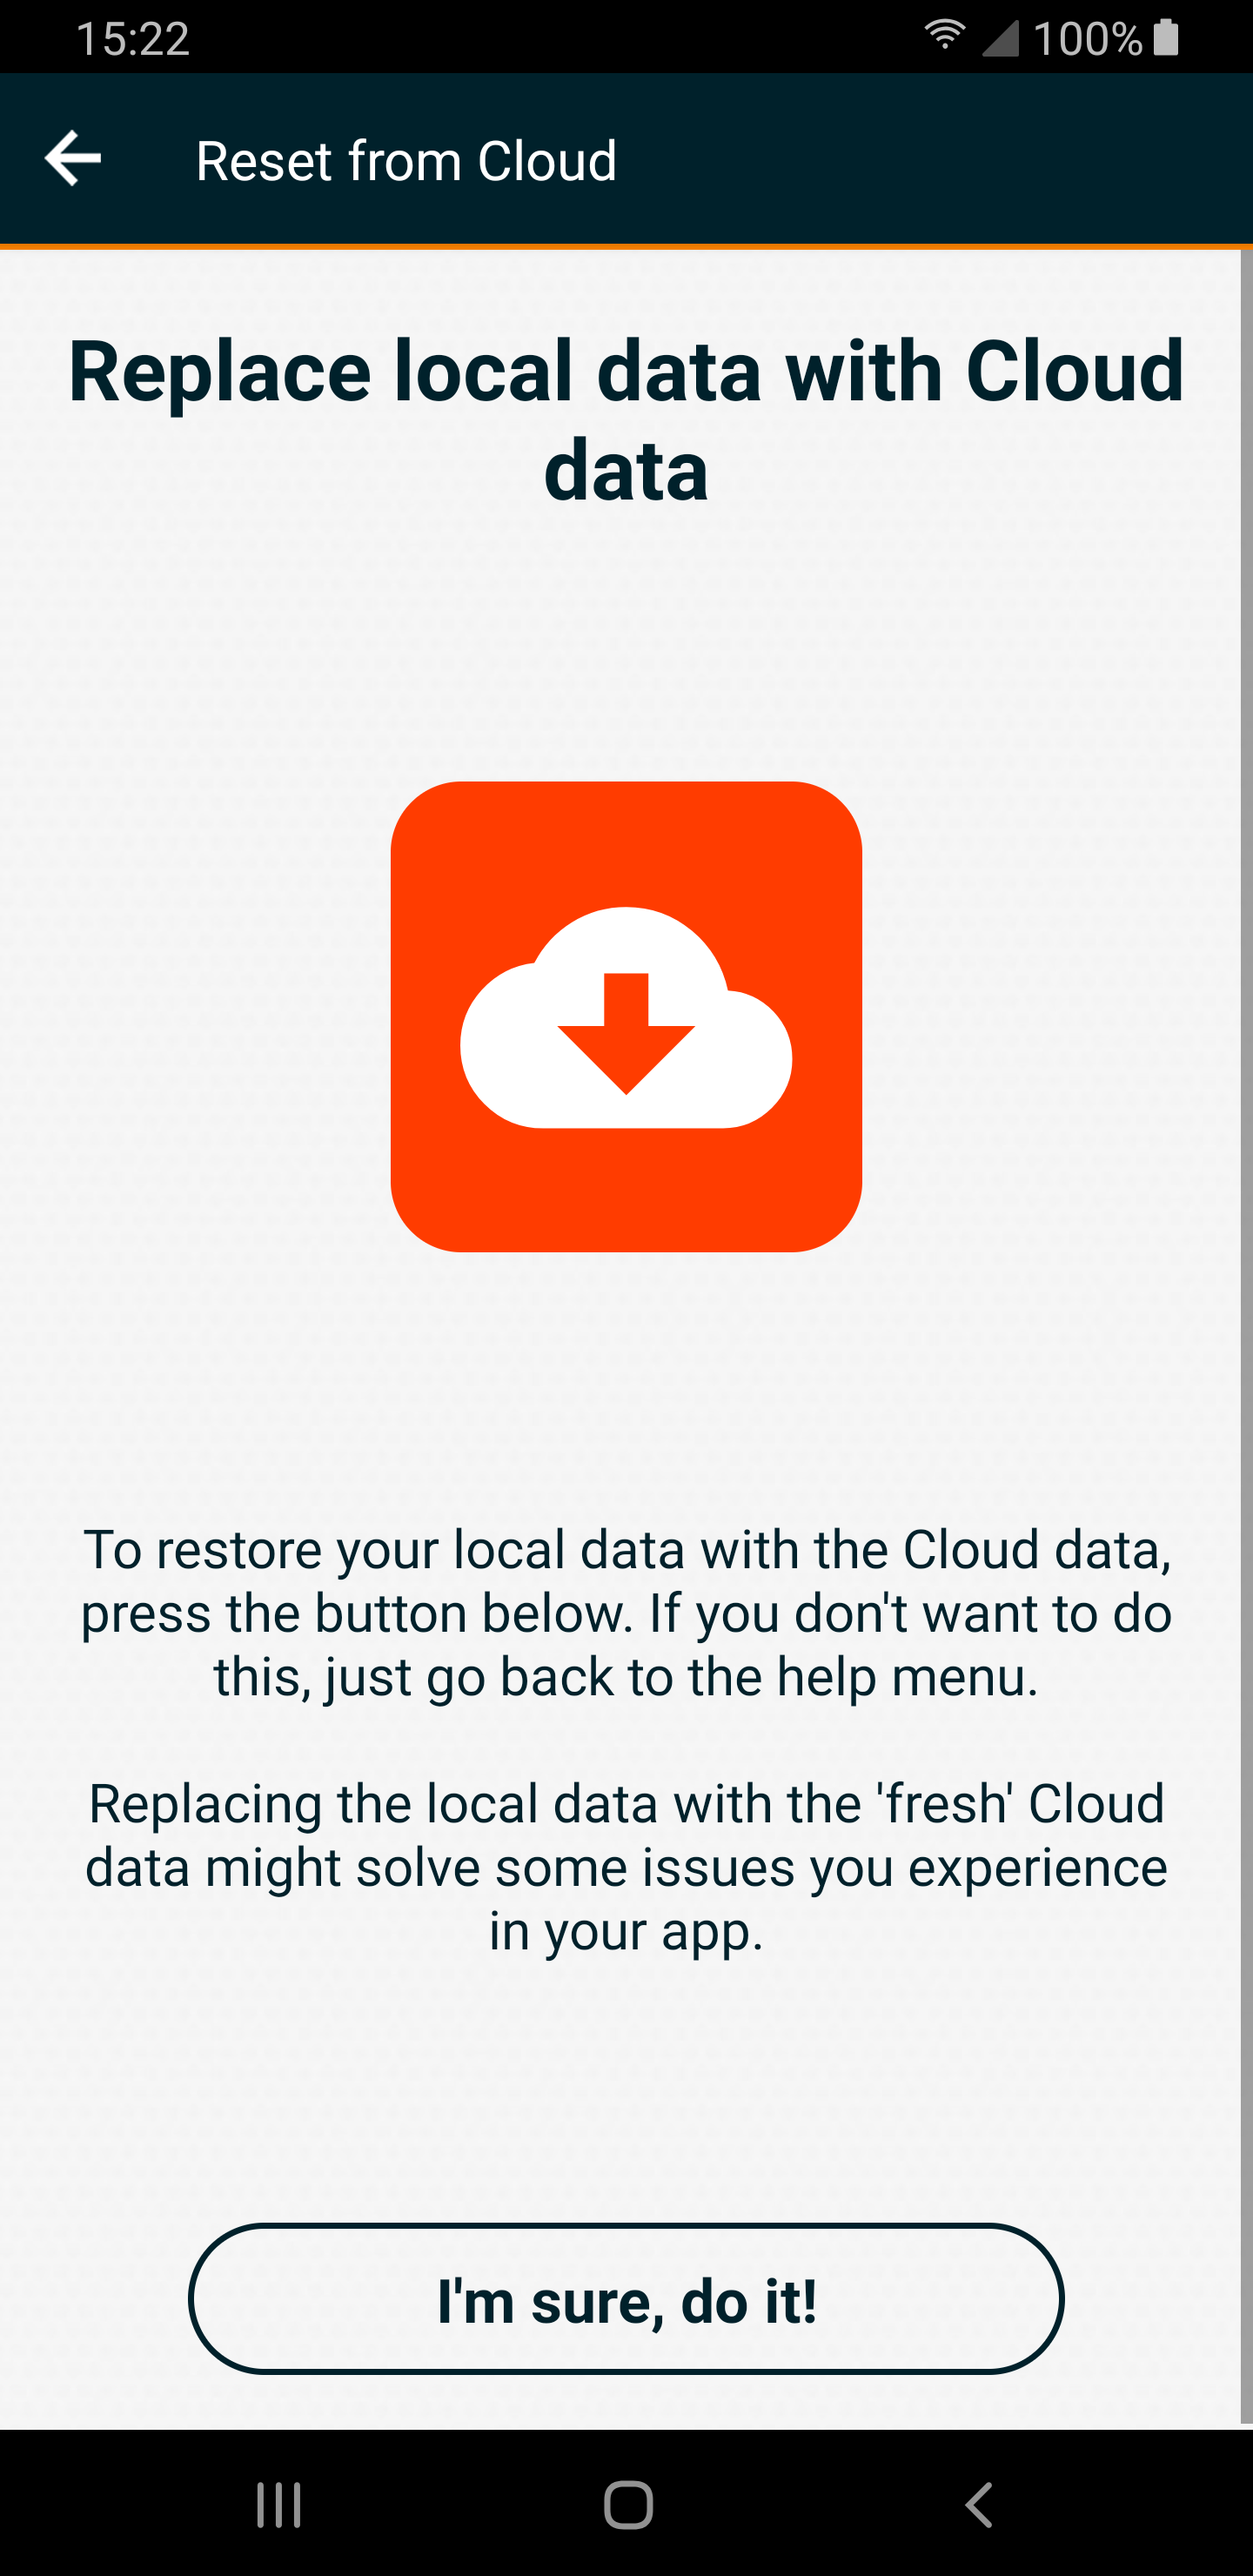 15:22
100%
Reset from Cloud
Replace local data with Cloud
data
To restore your local data with the Cloud data,
press the button below. If you don't want to do
this, just go back to the help menu.
Replacing the local data with the 'fresh' Cloud
data might solve some issues you experience
in your app.
I'm sure, do it!